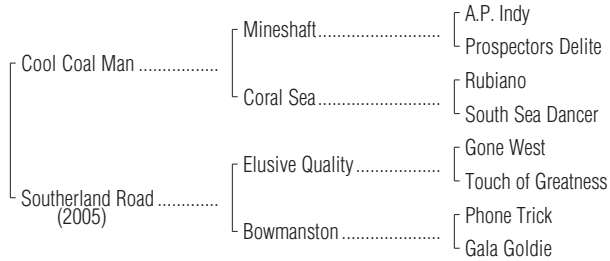 A.P. Indy
Mineshaft
Prospectors Delite
Cool Coal Man
Rubiano
Coral Sea
South Sea Dancer
Gone West
Elusive Quality
Touch of Greatness
Southerland Road
(2005)
Phone Trick
Bowmanston
Gala Goldie